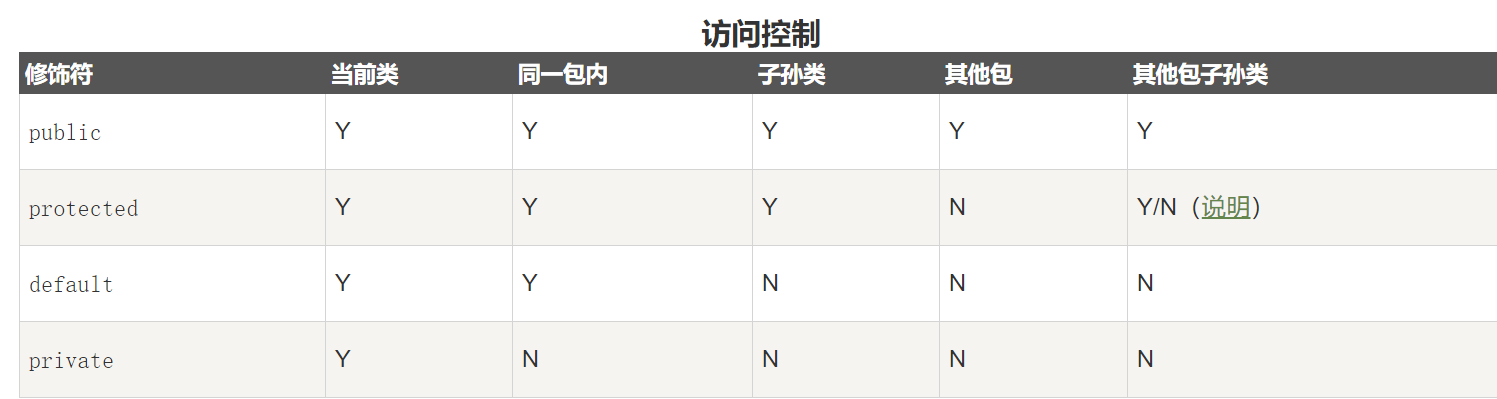 访问控制
修饰符 当前类 同一包内 子孙类 其他包 其他包子孙类
public Y Y Y Y Y
protected Y Y Y N Y/N（说明）
default Y Y N N N
private Y N N N N